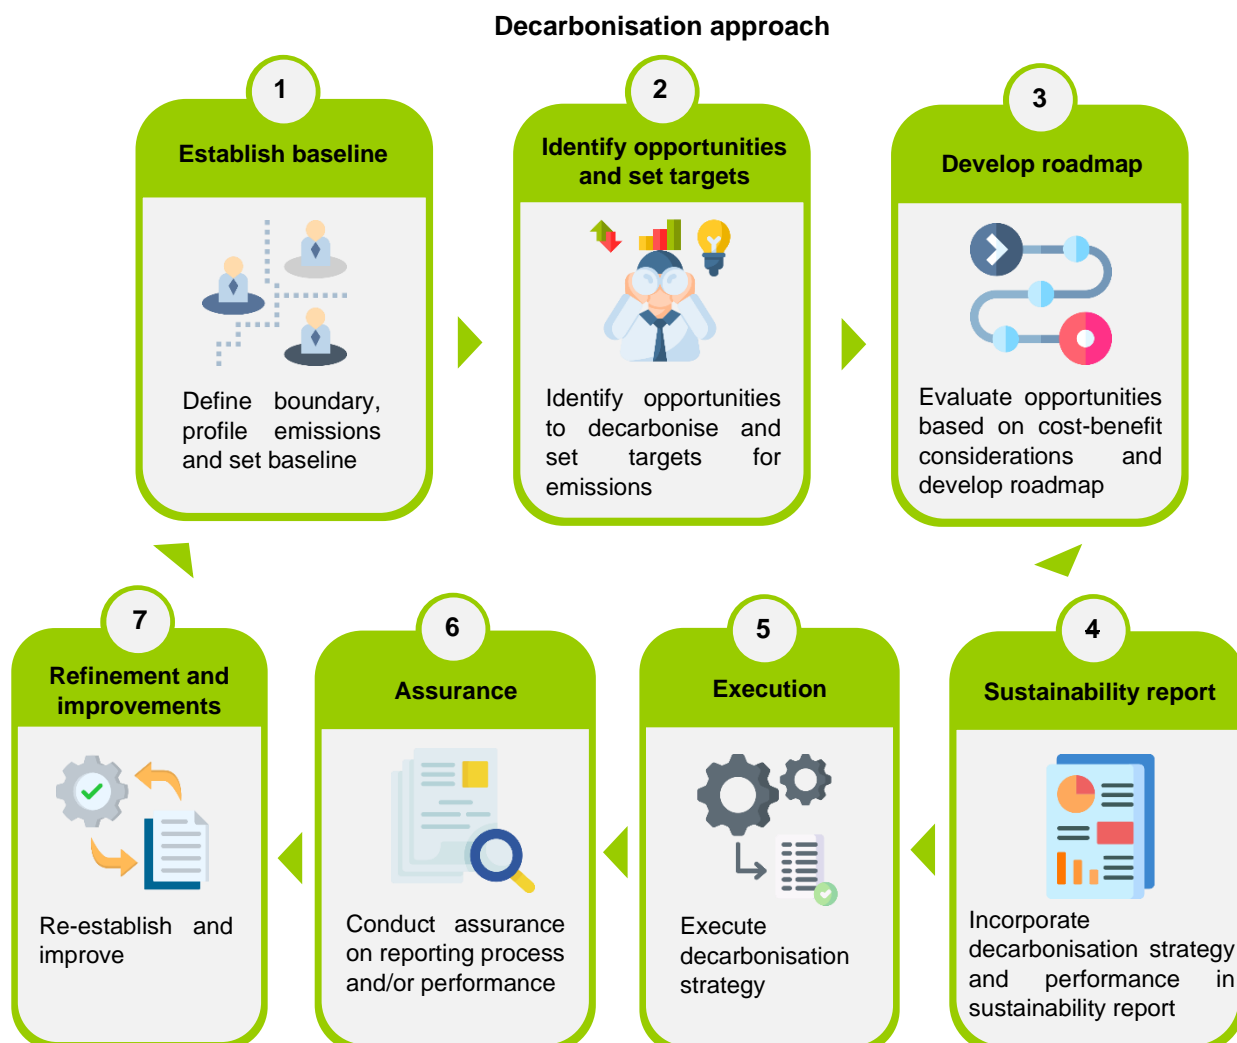 Decarbonisation approach
1
Establish baseline
Define boundary,
profile emissions
and set baseline
2
Identify opportunities
and set targets
Identify opportunities
to decarbonise and
set targets for
emissions
3
Develop roadmap
Evaluate opportunities
based on cost-benefit
considerations and
develop roadmap
4
Sustainability report
Incorporate
decarbonisation strategy
and performance in
sustainability report
5
Execution
Execute
decarbonisation
strategy
6
Assurance
Conduct assurance
on reporting process
and/or performance
7
Refinement and
improvements
Re-establish and
improve